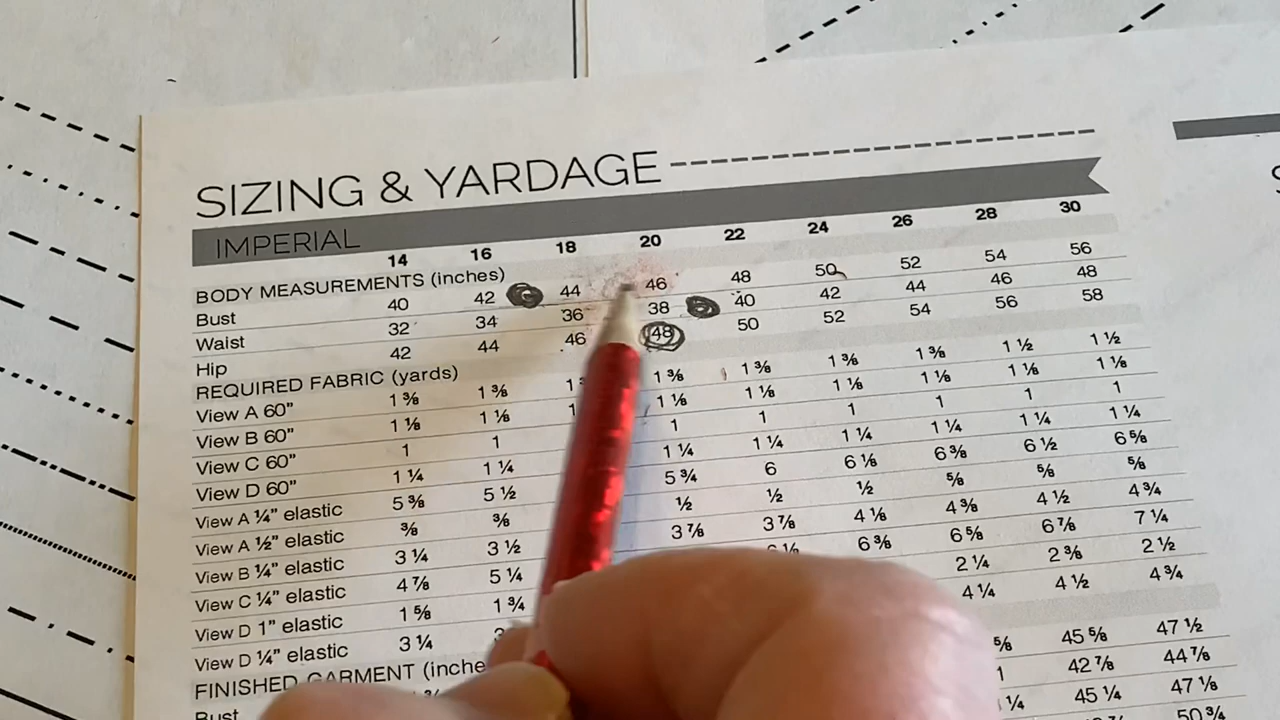 SIZING & YARDAGE
IMPERIAL 14 16 18 20 22 24 26 28 30
BODY MEASUREMENTS (inches)
Bust 40 42 44 46 48 50 52 54 56
Waist 32 34 36 38 40 42 44 46 48
Hip 42 44 46 48 50 52 54 56 58
REQUIRED FABRIC (yards)
View A 60" 1 ⅜ 1 ⅜ 1 1 ⅜ 1 ⅜ 1 ⅜ 1 ⅜ 1 ½ 1 ½
View B 60" 1 ⅛ 1 ⅛ 1 1 ⅛ 1 ⅛ 1 ⅛ 1 ⅛ 1 ⅛ 1 ⅛
View C 60" 1 1 1 1 1 1 1 1
View D 60" 1 ¼ 1 ¼ 1 ¼ 1 ¼ 1 ¼ 1 ¼ 1 ¼ 1 ¼
View A ¼" elastic 5 ⅜ 5 ½ 5 ¾ 6 6 ⅛ 6 ⅜ 6 ½ 6 ⅝
View A ½" elastic ⅜ ⅜ ½ ½ ½ ⅝ ⅝ ⅝
View B ¼" elastic 3 ¼ 3 ½ 3 ⅞ 3 ⅞ 4 ⅛ 4 ⅜ 4 ½ 4 ¾
View C ¼" elastic 4 ⅞ 5 ¼ 6 ⅜ 6 ⅝ 6 ⅞ 7 ¼
View D 1" elastic 1 ⅝ 1 ¾ 2 ¼ 2 ⅜ 2 ½
View D ¼" elastic 3 ¼ 4 ¼ 4 ½ 4 ¾
FINISHED GARMENT (inche
Bust 45 ⅝ 47 ½
42 ⅞ 44 ⅞
45 ¼ 47 ⅛
50 ¾